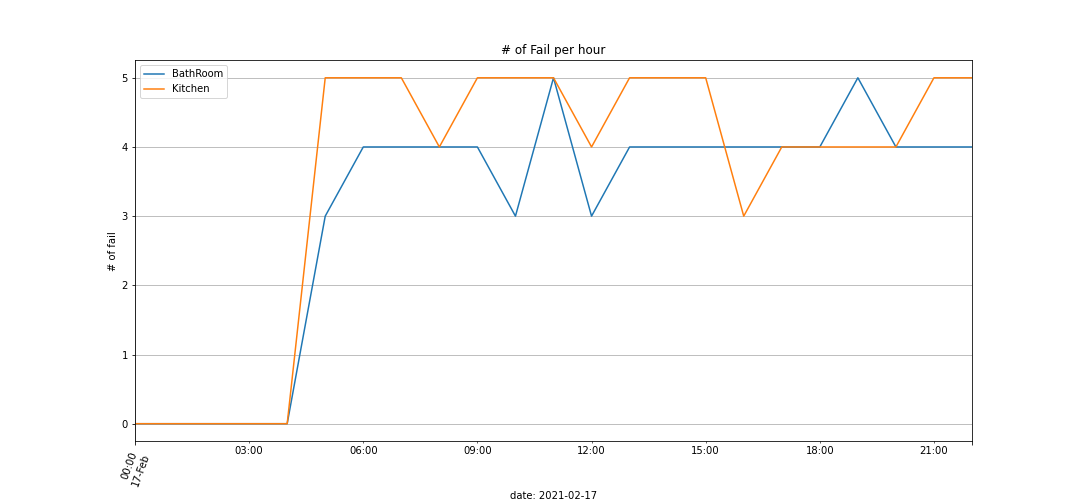 # of Fail per hour
BathRoom
Kitchen
# of fail
5
4
3
2
1
0
00:00
17-Feb
03:00
06:00
09:00
12:00
15:00
18:00
21:00
date: 2021-02-17